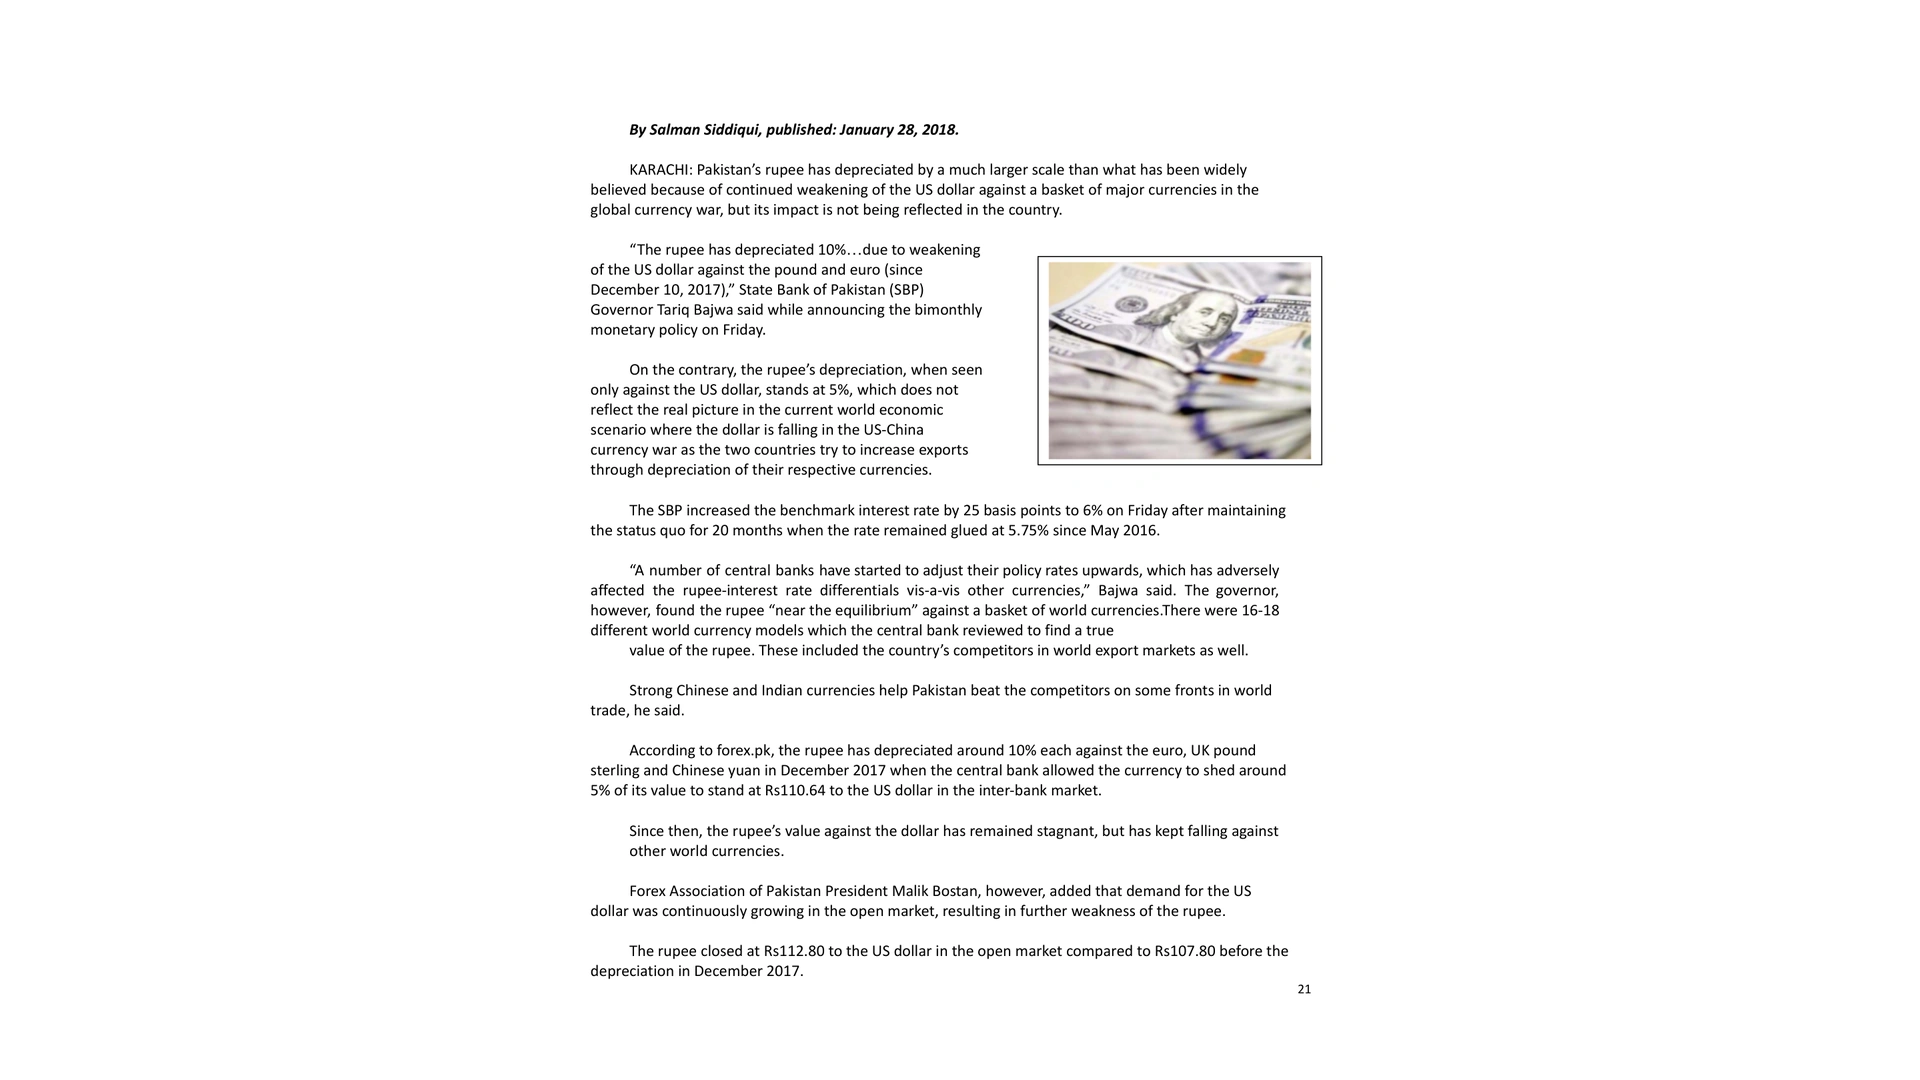 By Salman Siddiqui, published: January 28, 2018.
KARACHI: Pakistan’s rupee has depreciated by a much larger scale than what has been widely
believed because of continued weakening of the US dollar against a basket of major currencies in the
global currency war, but its impact is not being reflected in the country.
“The rupee has depreciated 10%…due to weakening
of the US dollar against the pound and euro (since
December 10, 2017),” State Bank of Pakistan (SBP)
Governor Tariq Bajwa said while announcing the bimonthly
monetary policy on Friday.
On the contrary, the rupee’s depreciation, when seen
only against the US dollar, stands at 5%, which does not
reflect the real picture in the current world economic
scenario where the dollar is falling in the US-China
currency war as the two countries try to increase exports
through depreciation of their respective currencies.
The SBP increased the benchmark interest rate by 25 basis points to 6% on Friday after maintaining
the status quo for 20 months when the rate remained glued at 5.75% since May 2016.
“A number of central banks have started to adjust their policy rates upwards, which has adversely
affected the rupee-interest rate differentials vis-a-vis other currencies,” Bajwa said. The governor,
however, found the rupee “near the equilibrium” against a basket of world currencies.There were 16-18
different world currency models which the central bank reviewed to find a true
value of the rupee. These included the country’s competitors in world export markets as well.
Strong Chinese and Indian currencies help Pakistan beat the competitors on some fronts in world
trade, he said.
According to forex.pk, the rupee has depreciated around 10% each against the euro, UK pound
sterling and Chinese yuan in December 2017 when the central bank allowed the currency to shed around
5% of its value to stand at Rs110.64 to the US dollar in the inter-bank market.
Since then, the rupee’s value against the dollar has remained stagnant, but has kept falling against
other world currencies.
Forex Association of Pakistan President Malik Bostan, however, added that demand for the US
dollar was continuously growing in the open market, resulting in further weakness of the rupee.
The rupee closed at Rs112.80 to the US dollar in the open market compared to Rs107.80 before the
depreciation in December 2017.
21